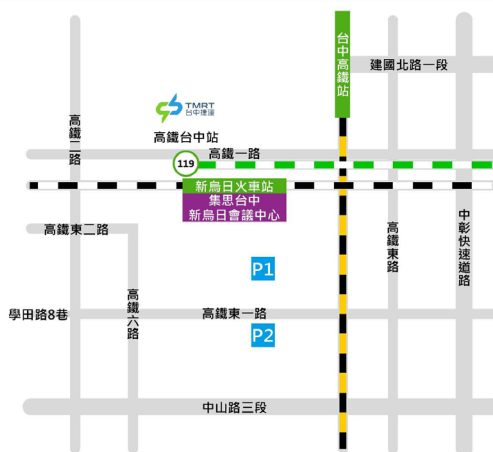 台中高鐵站
建國北路一段
TMRT
台中捷運
高鐵二路
高鐵台中站
高鐵一路
119
新烏日火車站
集思台中
新烏日會議中心
高鐵東二路
高鐵東路
中彰快速道路
P1
高鐵六路
學田路8巷
高鐵東一路
P2
中山路三段